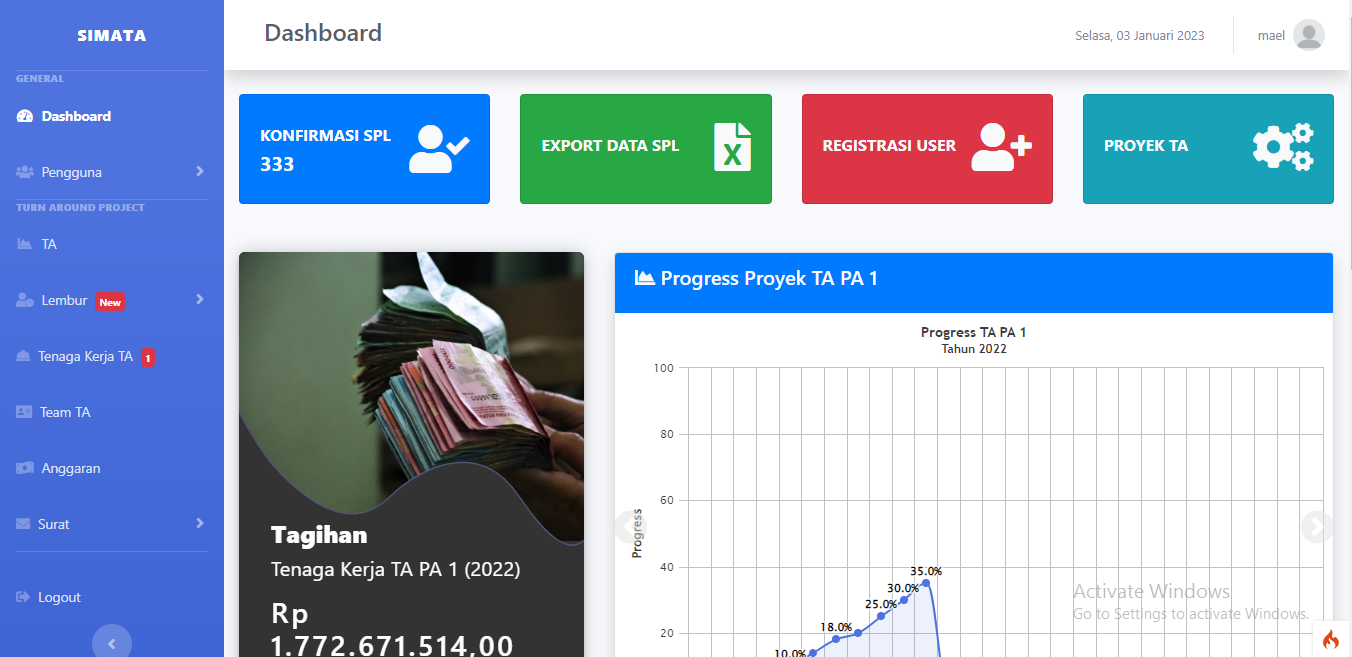 SIMATA
GENERAL
Dashboard
Pengguna
TURN AROUND PROJECT
TA
Lembur New
Tenaga Kerja TA 1
Team TA
Anggaran
Surat
Logout
Dashboard
Selasa, 03 Januari 2023
mael
KONFIRMASI SPL
333
EXPORT DATA SPL
REGISTRASI USER
PROYEK TA
Tagihan
Tenaga Kerja TA PA 1 (2022)
Rp
1.772.671.514,00
Progress Proyek TA PA 1
Progress TA PA 1
Tahun 2022
100
80
60
40
20
Progress
35.0%
30.0%
25.0%
18.0%
10.0%
Activate Windows
Go to Settings to activate Windows.